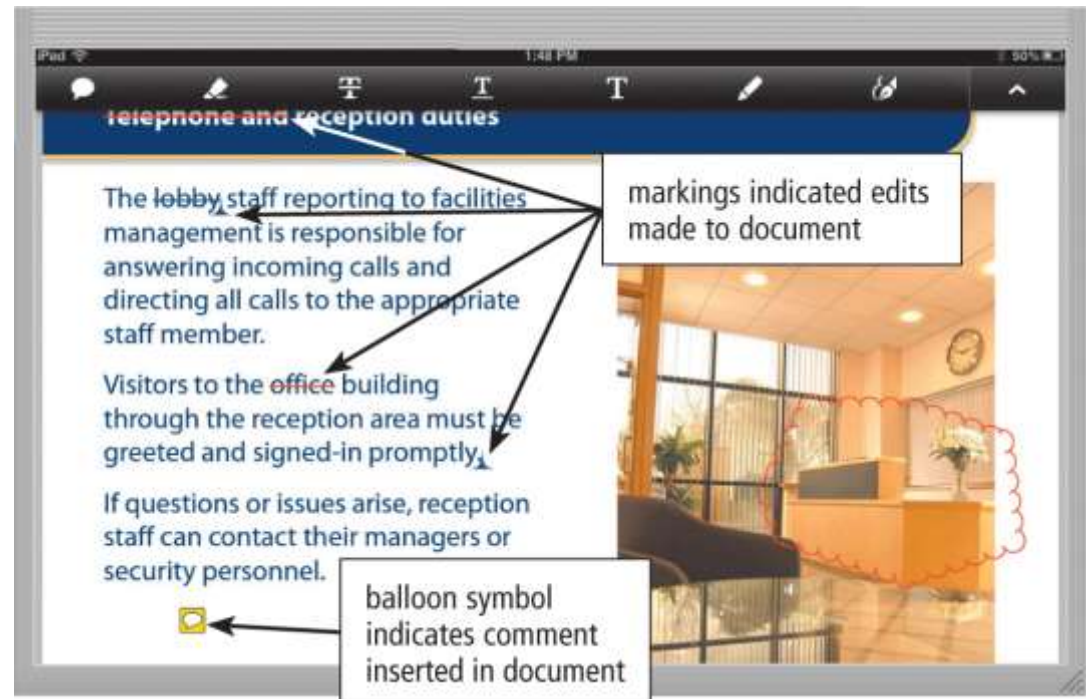 iPad 1:48 PM 50%
T T T
Telephone and reception duties
markings indicated edits
made to document
The lobby staff reporting to facilities
management is responsible for
answering incoming calls and
directing all calls to the appropriate
staff member.
Visitors to the office building
through the reception area must be
greeted and signed-in promptly.
If questions or issues arise, reception
staff can contact their managers or
security personnel.
balloon symbol
indicates comment
inserted in document